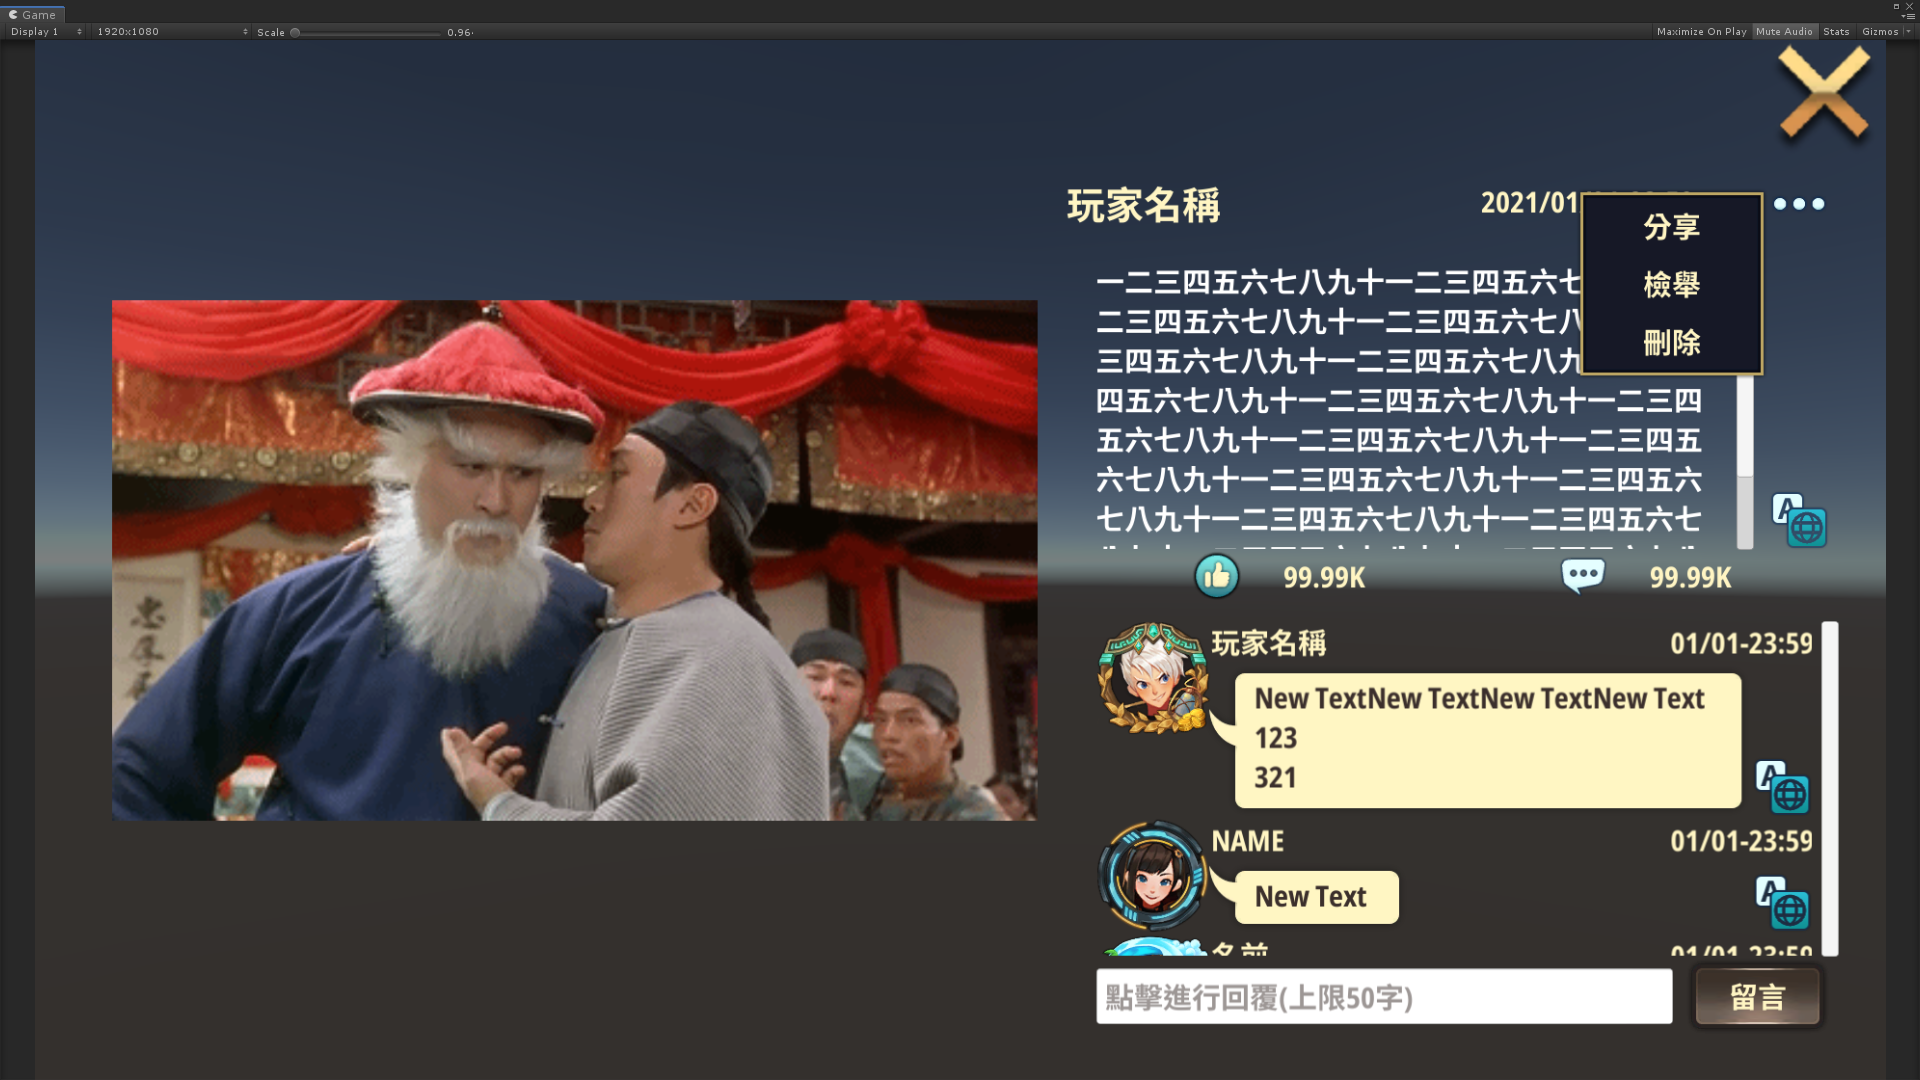 Game
Display 1
1920x1080
Scale
0.96
Maximize On Play
Mute Audio
Stats
Gizmos
玩家名稱
2021/01
分享
檢舉
刪除
一二三四五六七八九十一二三四五六七
二三四五六七八九十一二三四五六七八
三四五六七八九十一二三四五六七八九
四五六七八九十一二三四五六七八九十一二三四
五六七八九十一二三四五六七八九十一二三四五
六七八九十一二三四五六七八九十一二三四五六
七八九十一二三四五六七八九十一二三四五六七
99.99K
99.99K
玩家名稱
01/01-23:59
New TextNew TextNew TextNew Text
123
321
NAME
01/01-23:59
New Text
名前
01/01-23:59
點擊進行回覆(上限50字)
留言